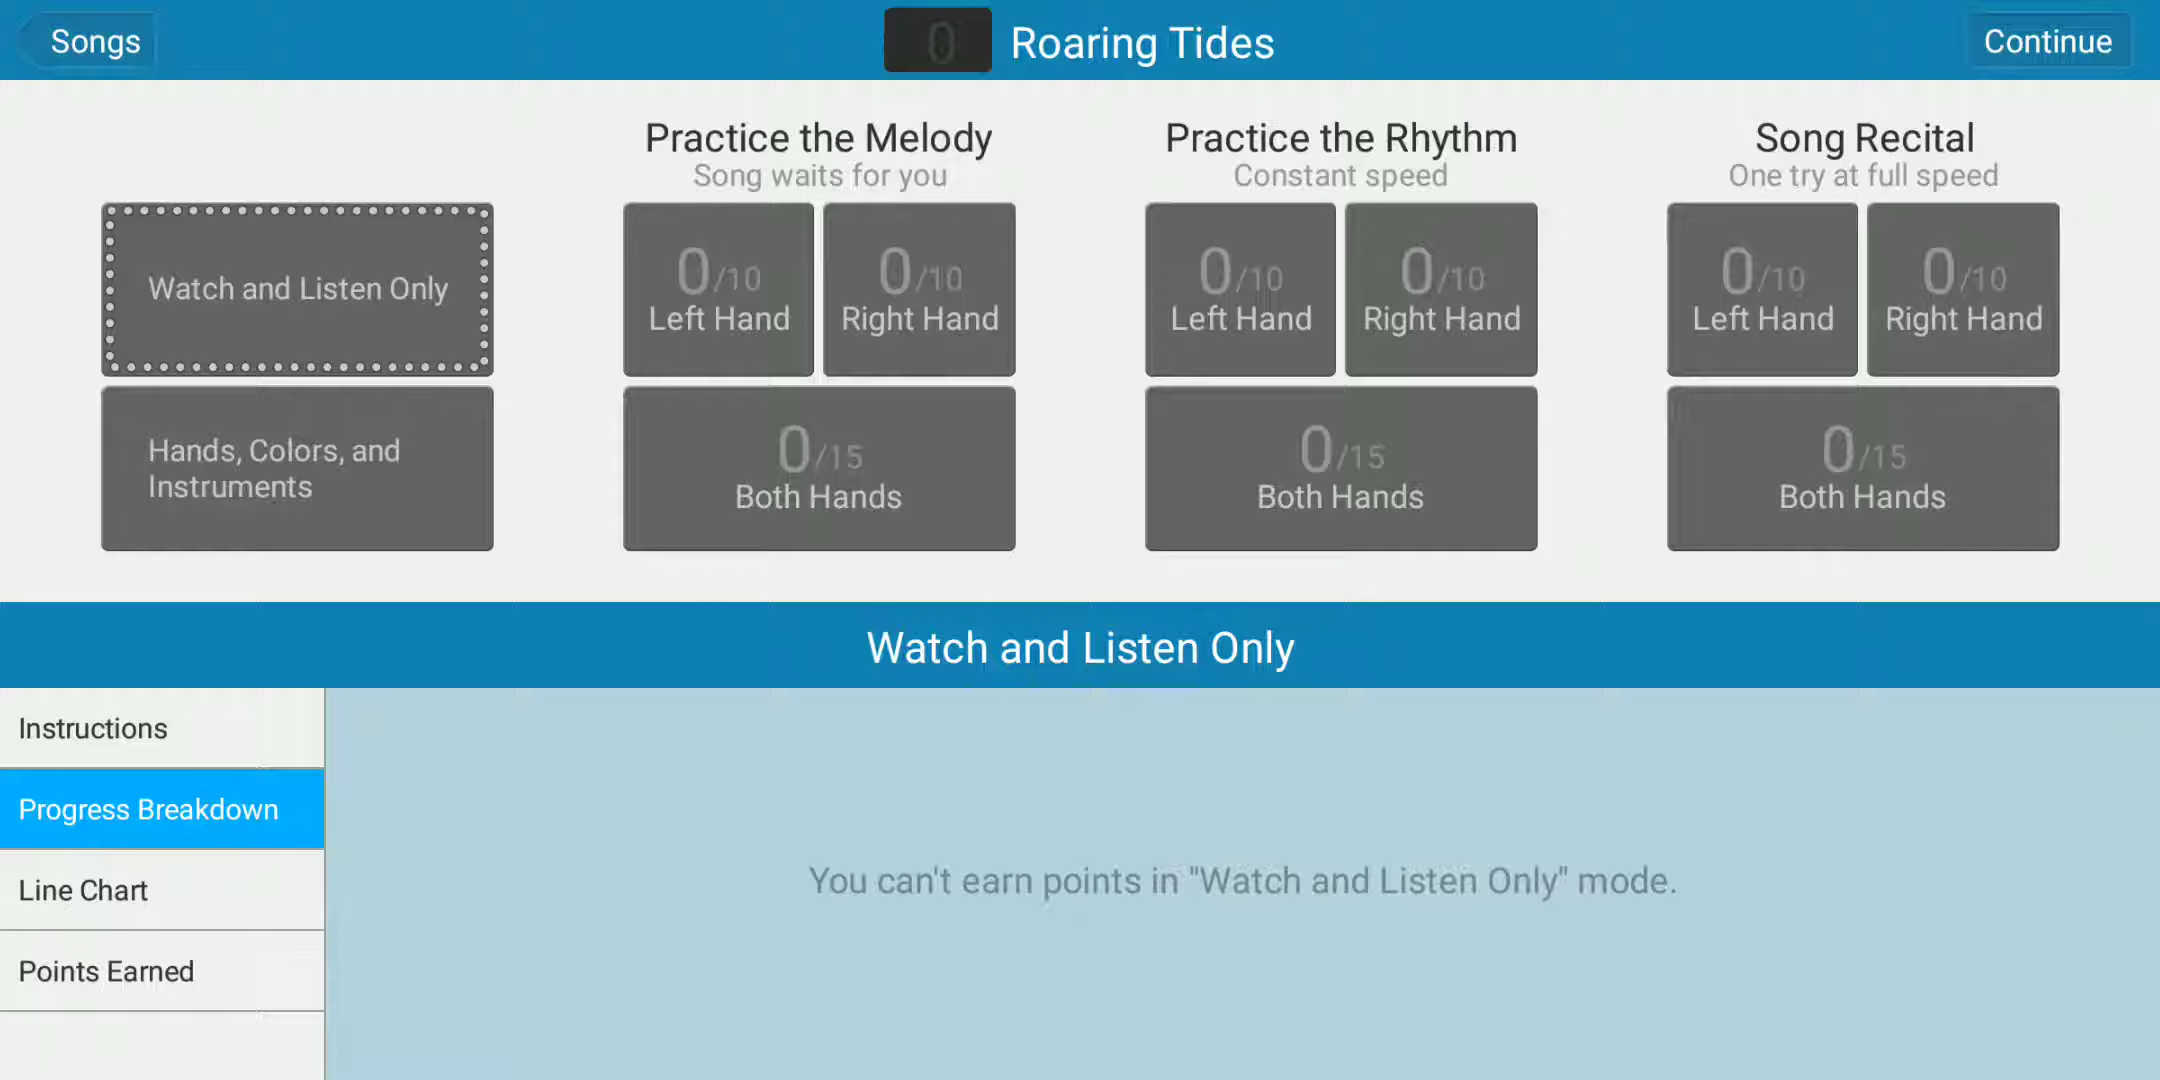 Songs
0
Roaring Tides
Continue
Practice the Melody
Song waits for you
Practice the Rhythm
Constant speed
Song Recital
One try at full speed
Watch and Listen Only
0/10
Left Hand
0/10
Right Hand
0/10
Left Hand
0/10
Right Hand
0/10
Left Hand
0/10
Right Hand
Hands, Colors, and
Instruments
0/15
Both Hands
0/15
Both Hands
0/15
Both Hands
Watch and Listen Only
Instructions
Progress Breakdown
Line Chart
Points Earned
You can't earn points in "Watch and Listen Only" mode.